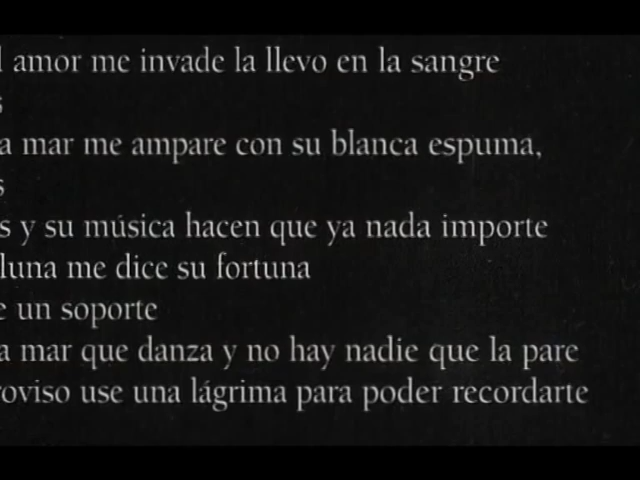 amor me invade la llevo en la sangre
mar me ampare con su blanca espuma,
y su música hacen que ya nada importe
luna me dice su fortuna
un soporte
mar que danza y no hay nadie que la pare
use una lágrima para poder recordarte